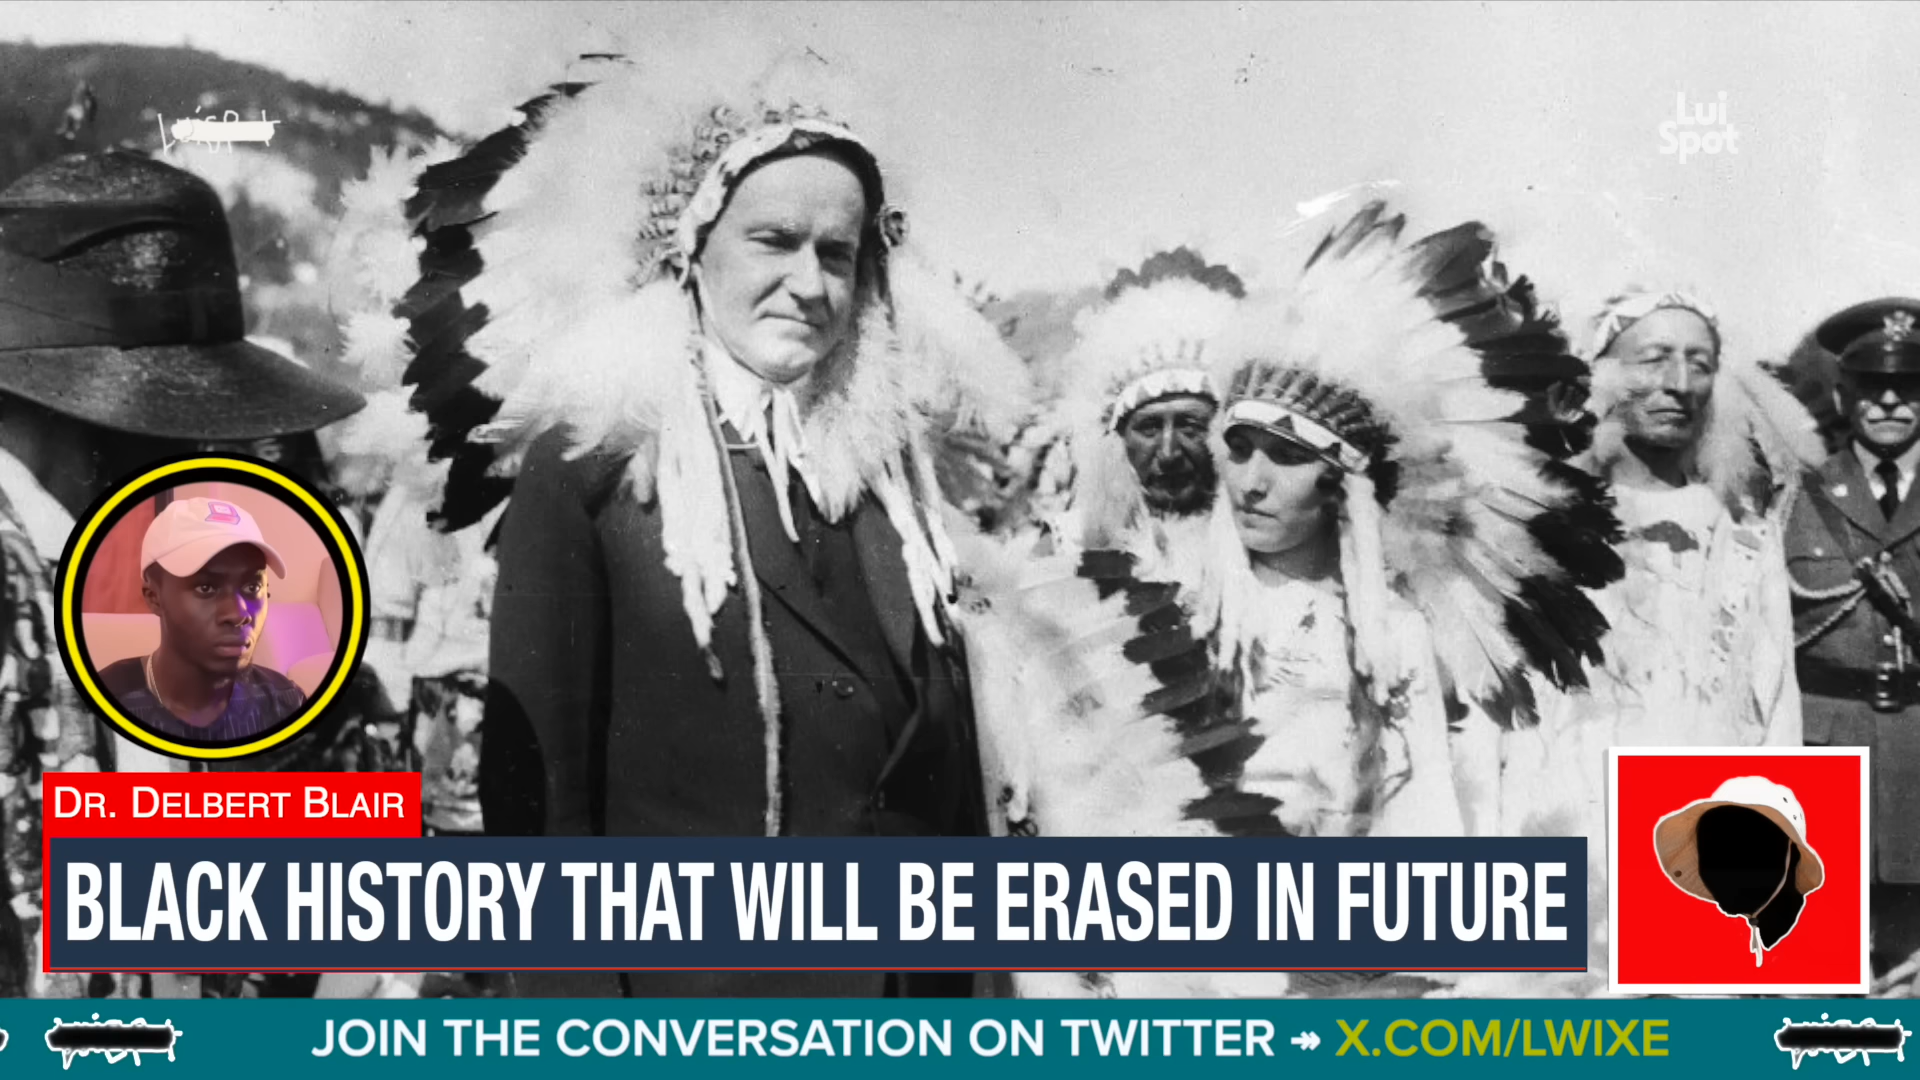 Lui
Spot
DR. DELBERT BLAIR
BLACK HISTORY THAT WILL BE ERASED IN FUTURE
JOIN THE CONVERSATION ON TWITTER ↠ X.COM/LWIXE